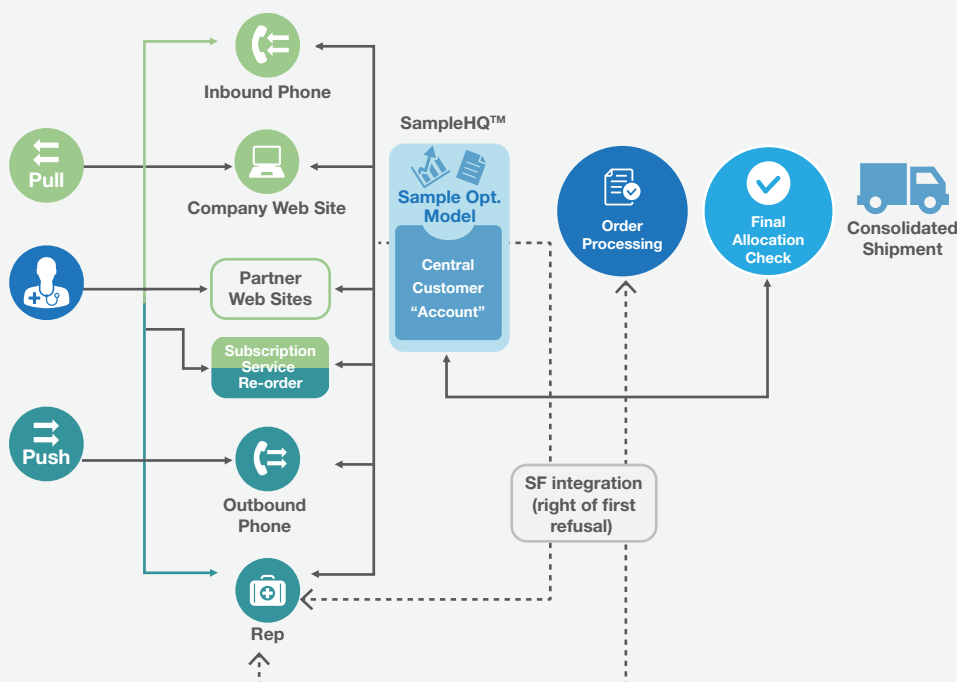 Inbound Phone
SampleHQ™
Pull
Company Web Site
Sample Opt.
Model
Central
Customer
“Account”
Order
Processing
Final
Allocation
Check
Consolidated
Shipment
Partner
Web Sites
Subscription
Service
Re-order
Push
Outbound
Phone
SF integration
(right of first
refusal)
Rep